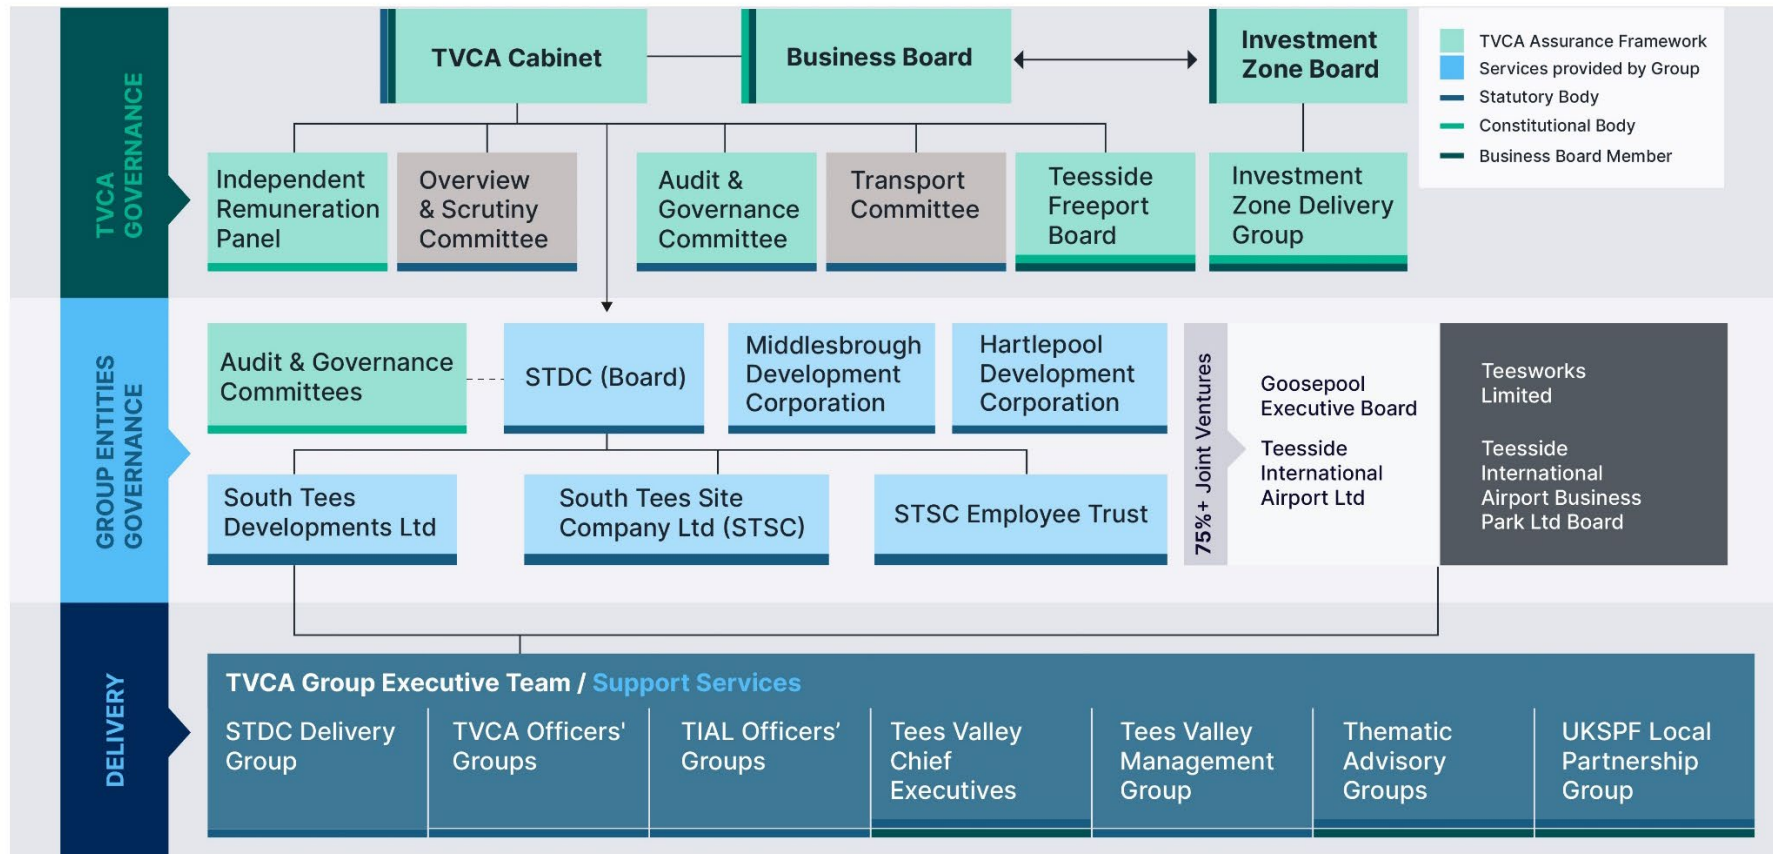 TVCA
GOVERNANCE
TVCA Cabinet
Business Board
Investment
Zone Board
TVCA Assurance Framework
Services provided by Group
Statutory Body
Constitutional Body
Business Board Member
Independent
Remuneration
Panel
Overview
& Scrutiny
Committee
Audit &
Governance
Committee
Transport
Committee
Teesside
Freeport
Board
Investment
Zone Delivery
Group
GROUP ENTITIES
GOVERNANCE
Audit & Governance
Committees
STDC (Board)
Middlesbrough
Development
Corporation
Hartlepool
Development
Corporation
South Tees
Developments Ltd
South Tees Site
Company Ltd (STSC)
STSC Employee Trust
75%+ Joint Ventures
Goosepool
Executive Board
Teesside
International
Airport Ltd
Teesworks
Limited
Teesside
International
Airport Business
Park Ltd Board
DELIVERY
TVCA Group Executive Team / Support Services
STDC Delivery
Group
TVCA Officers'
Groups
TIAL Officers’
Groups
Tees Valley
Chief
Executives
Tees Valley
Management
Group
Thematic
Advisory
Groups
UKSPF Local
Partnership
Group